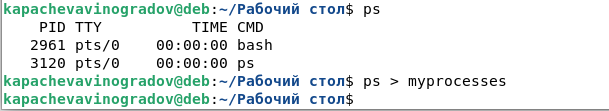 kapachevavinogradov@deb:~/Рабочий стол$ ps
    PID TTY          TIME CMD
   2961 pts/0    00:00:00 bash
   3120 pts/0    00:00:00 ps
kapachevavinogradov@deb:~/Рабочий стол$ ps > myprocesses
kapachevavinogradov@deb:~/Рабочий стол$